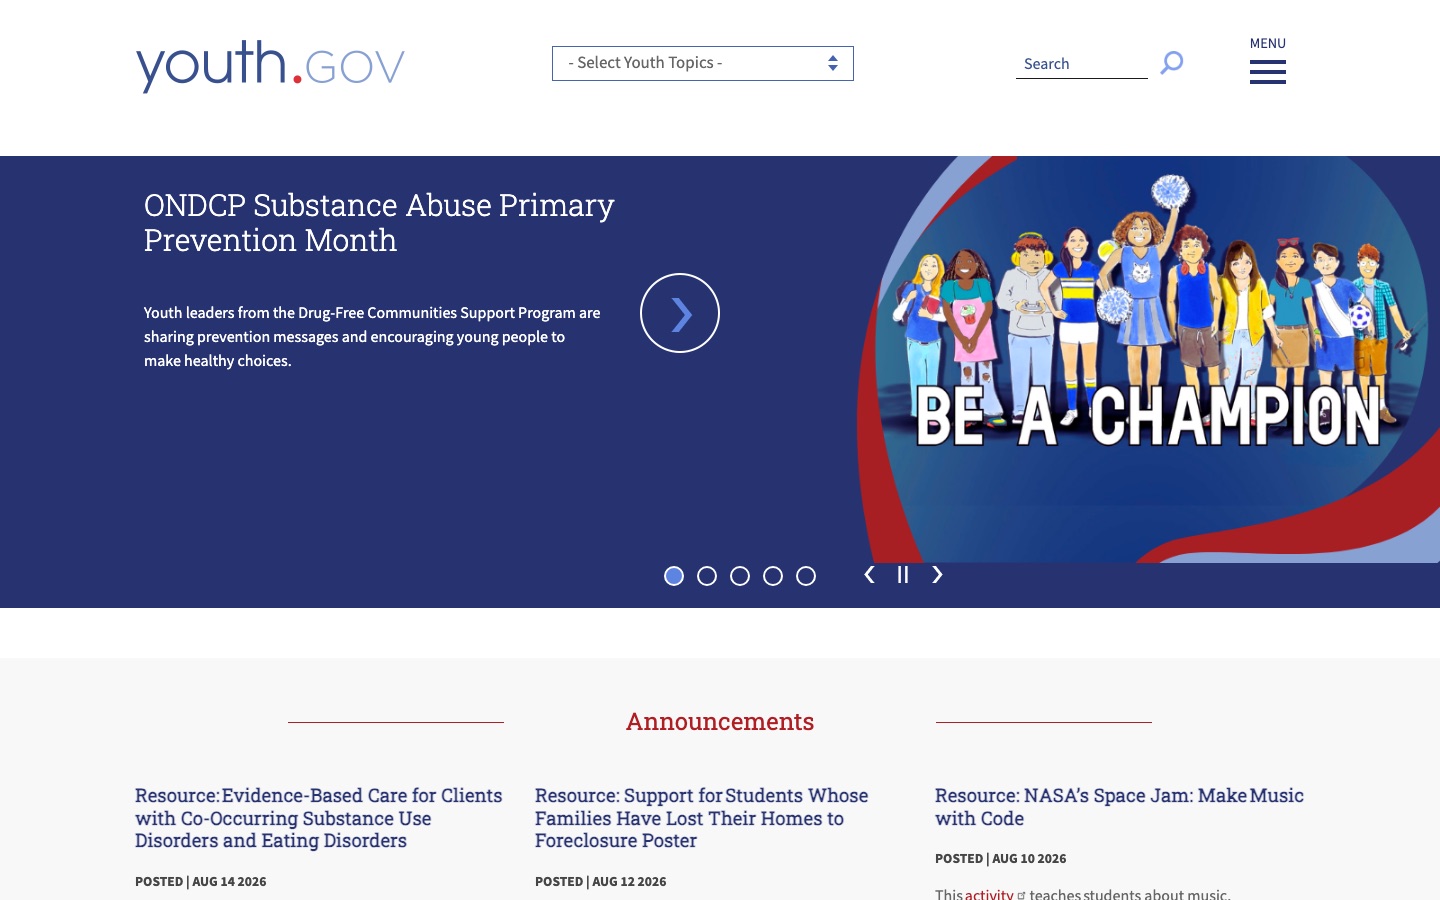 youth.GOV
- Select Youth Topics -
Search
MENU
ONDCP Substance Abuse Primary
Prevention Month
Youth leaders from the Drug-Free Communities Support Program are
sharing prevention messages and encouraging young people to
make healthy choices.
BE A CHAMPION
Announcements
Resource: Evidence-Based Care for Clients
with Co-Occurring Substance Use
Disorders and Eating Disorders
POSTED | AUG 14 2026
Resource: Support for Students Whose
Families Have Lost Their Homes to
Foreclosure Poster
POSTED | AUG 12 2026
Resource: NASA’s Space Jam: Make Music
with Code
POSTED | AUG 10 2026
This activity teaches students about music,